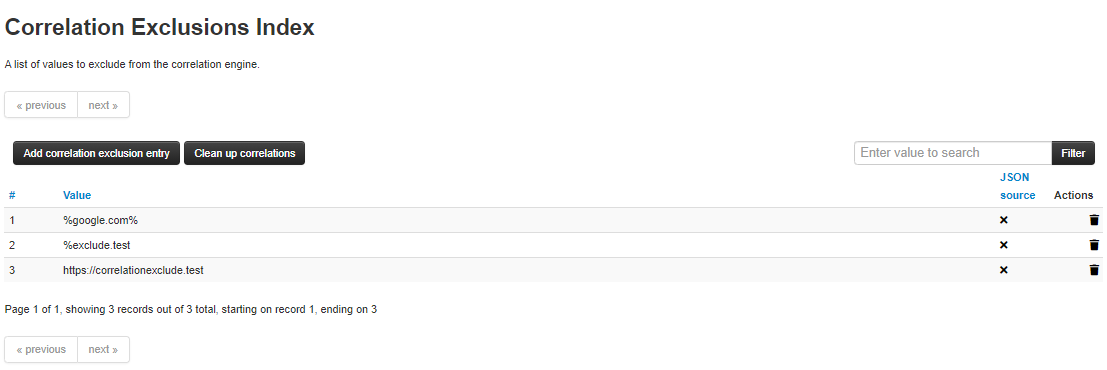 Correlation Exclusions Index
A list of values to exclude from the correlation engine.
« previous next »
Add correlation exclusion entry Clean up correlations Enter value to search Filter
JSON
# Value source Actions
1 %google.com%
2 %exclude.test
3 https://correlationexclude.test
Page 1 of 1, showing 3 records out of 3 total, starting on record 1, ending on 3
« previous next »